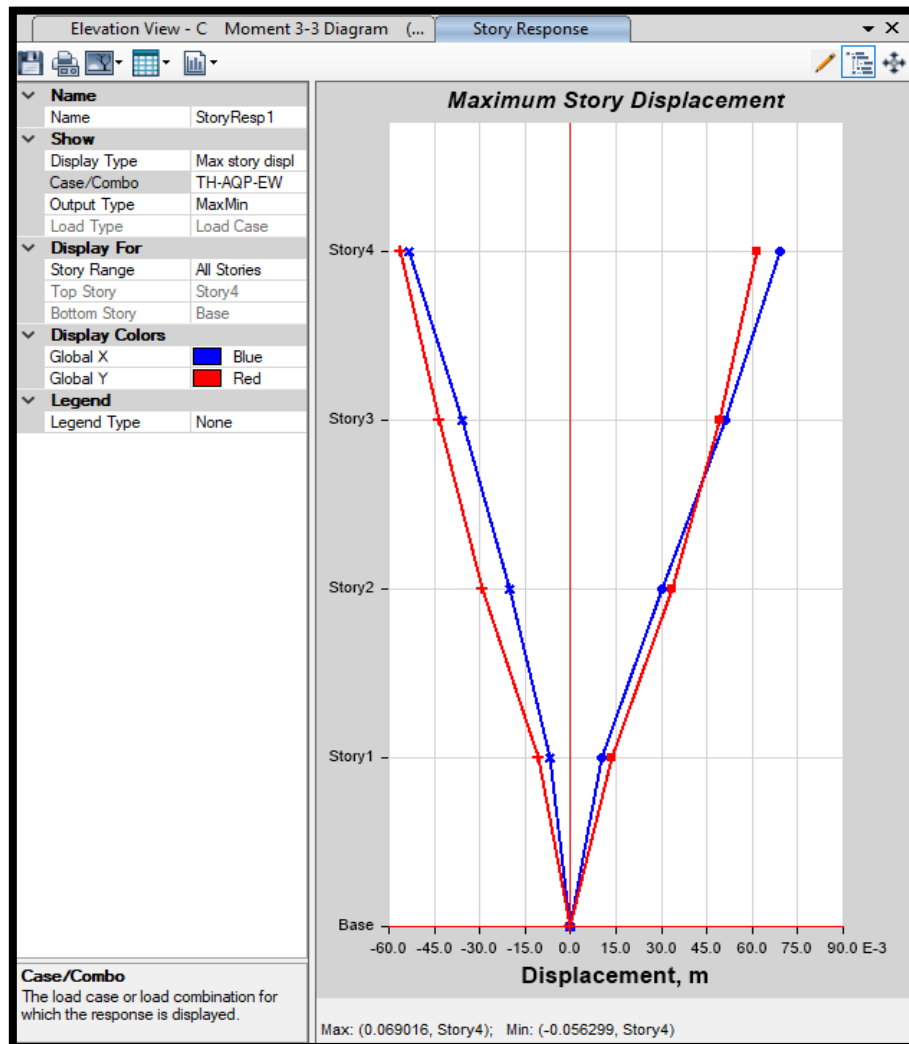 Elevation View - C   Moment 3-3 Diagram   (...
Story Response
Name
Name StoryResp1
Show
Display Type Max story displ
Case/Combo TH-AQP-EW
Output Type MaxMin
Load Type Load Case
Display For
Story Range All Stories
Top Story Story4
Bottom Story Base
Display Colors
Global X Blue
Global Y Red
Legend
Legend Type None
Case/Combo
The load case or load combination for
which the response is displayed.
Maximum Story Displacement
Story4
Story3
Story2
Story1
Base
-60.0 -45.0 -30.0 -15.0 0.0 15.0 30.0 45.0 60.0 75.0 90.0 E-3
Displacement, m
Max: (0.069016, Story4);  Min: (-0.056299, Story4)